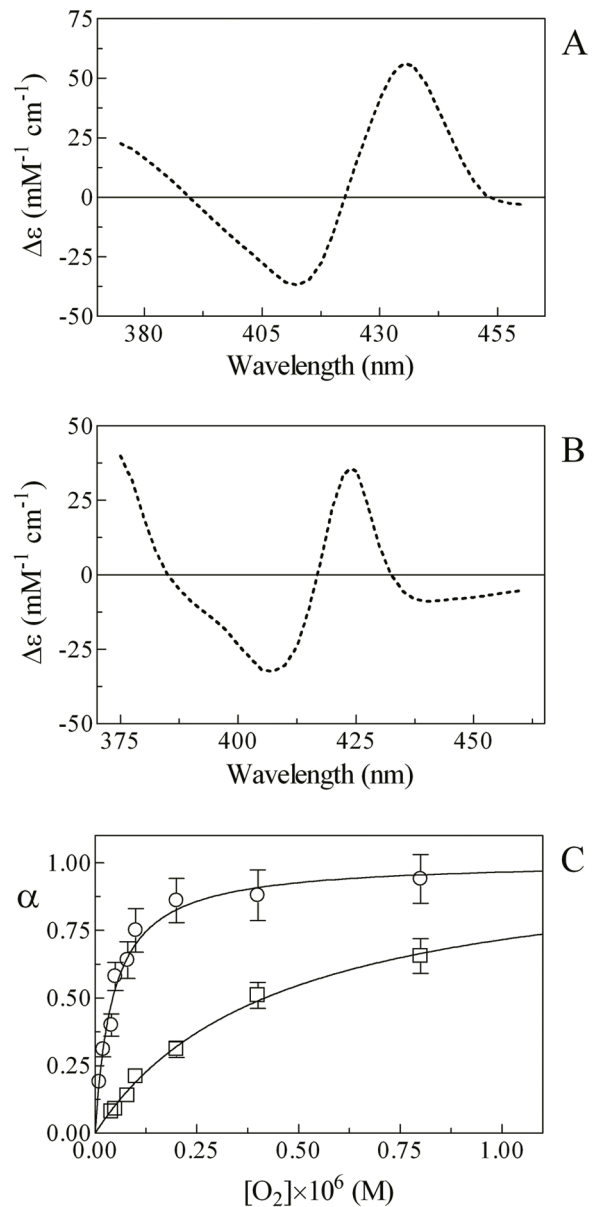 A
75
50
25
0
-25
-50
Δε (mM⁻¹ cm⁻¹)
380 405 430 455
Wavelength (nm)
B
50
25
0
-25
-50
Δε (mM⁻¹ cm⁻¹)
375 400 425 450
Wavelength (nm)
C
1.00
α
0.75
0.50
0.25
0.00
0.00 0.25 0.50 0.75 1.00
[O₂]×10⁶ (M)